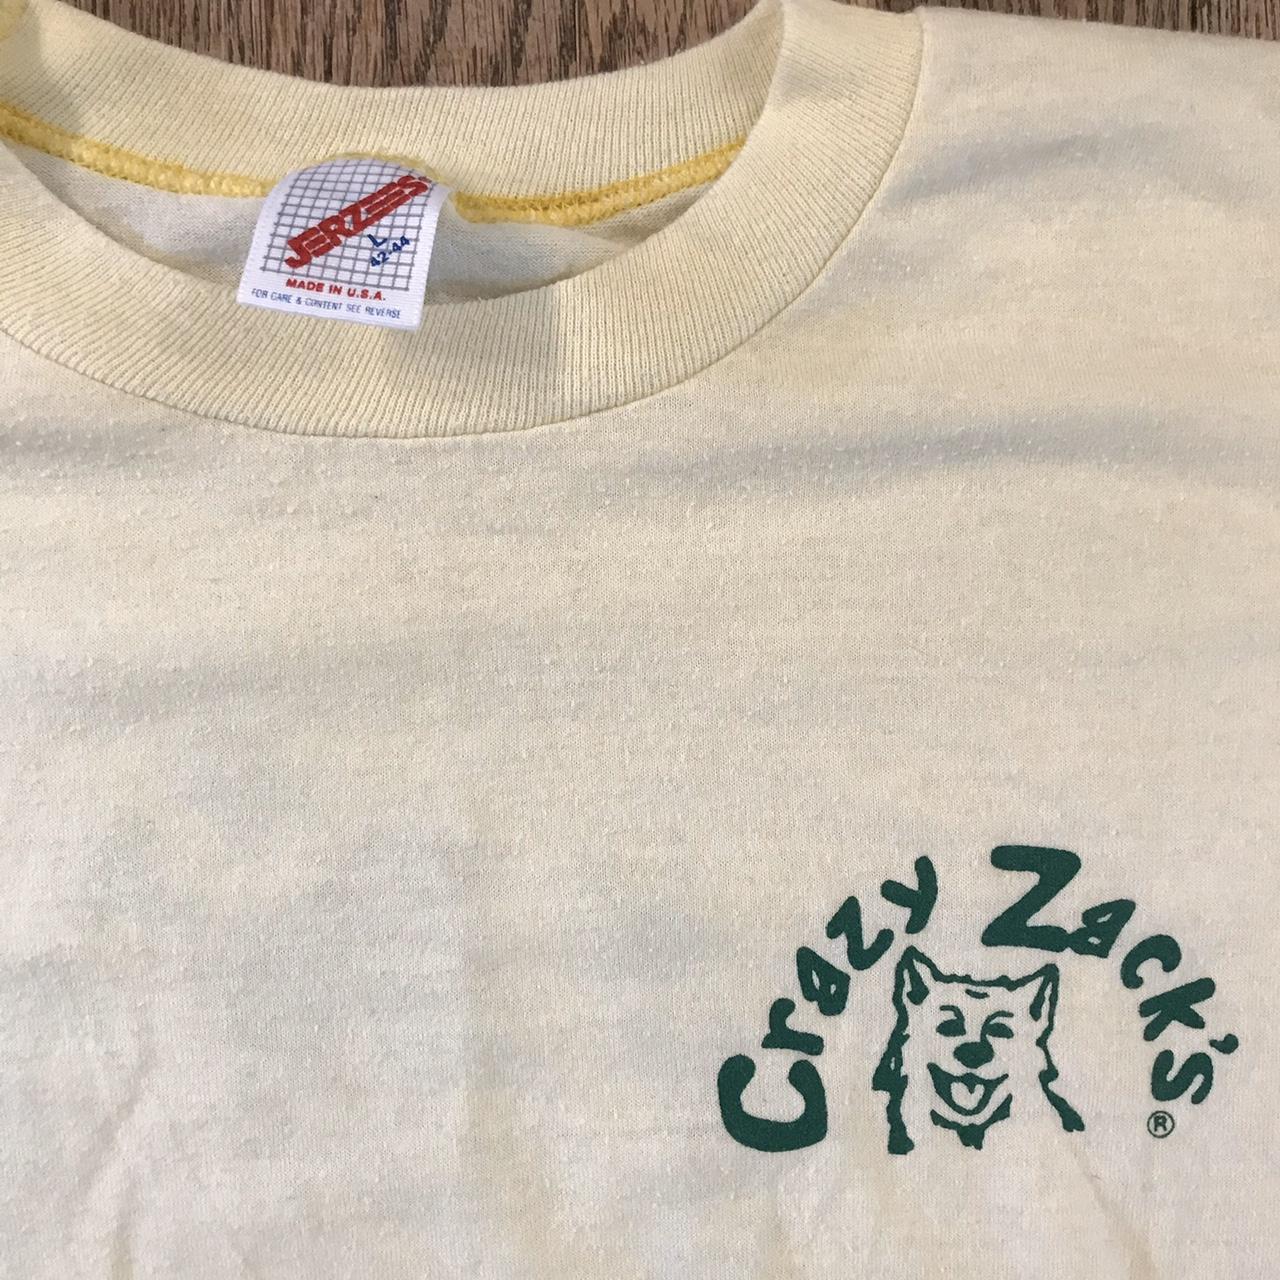 JERZEES
L
42-44
MADE IN U.S.A.
FOR CARE & CONTENT SEE REVERSE
Crazy Zack's
®